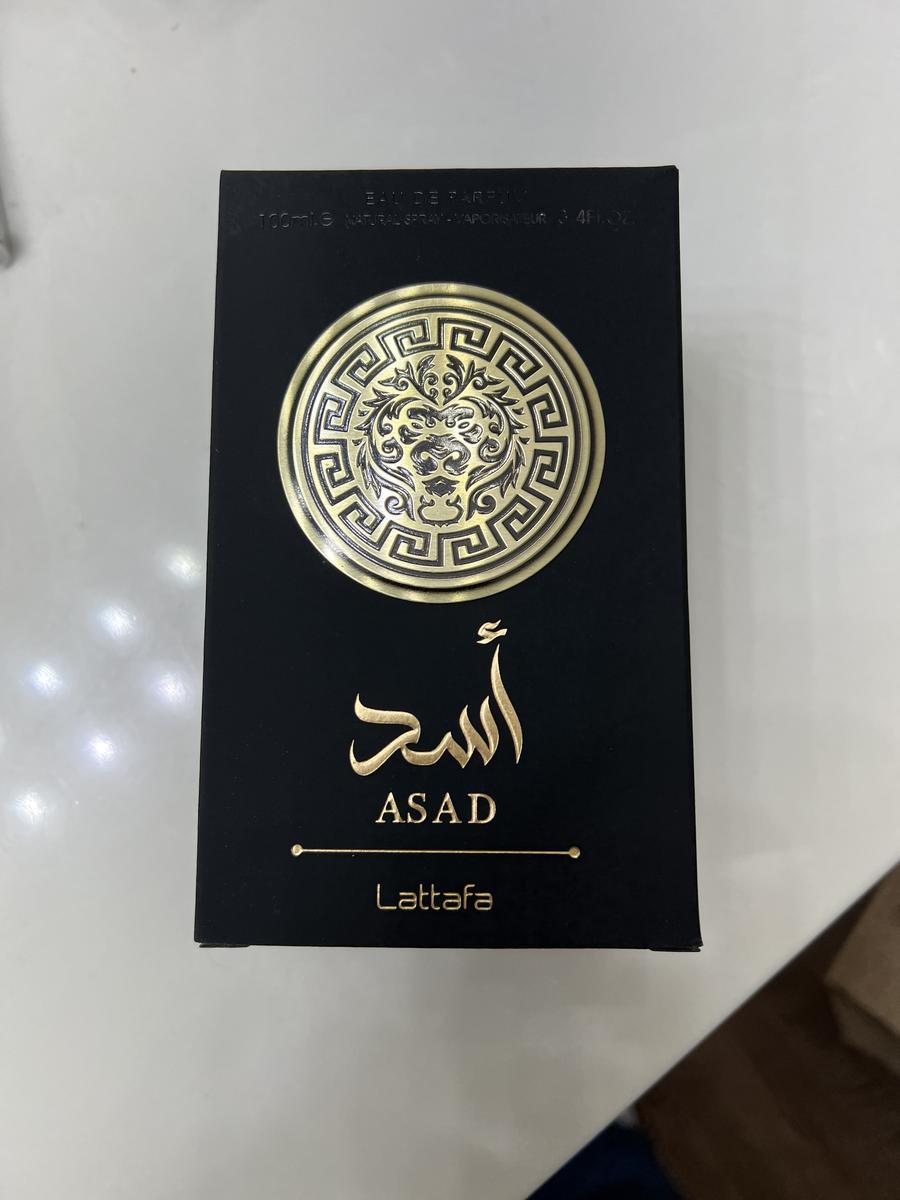 EAU DE PARFUM
100ml.℮ NATURAL SPRAY - VAPORISATEUR 3.4FL.OZ.
أسد
ASAD
Lattafa